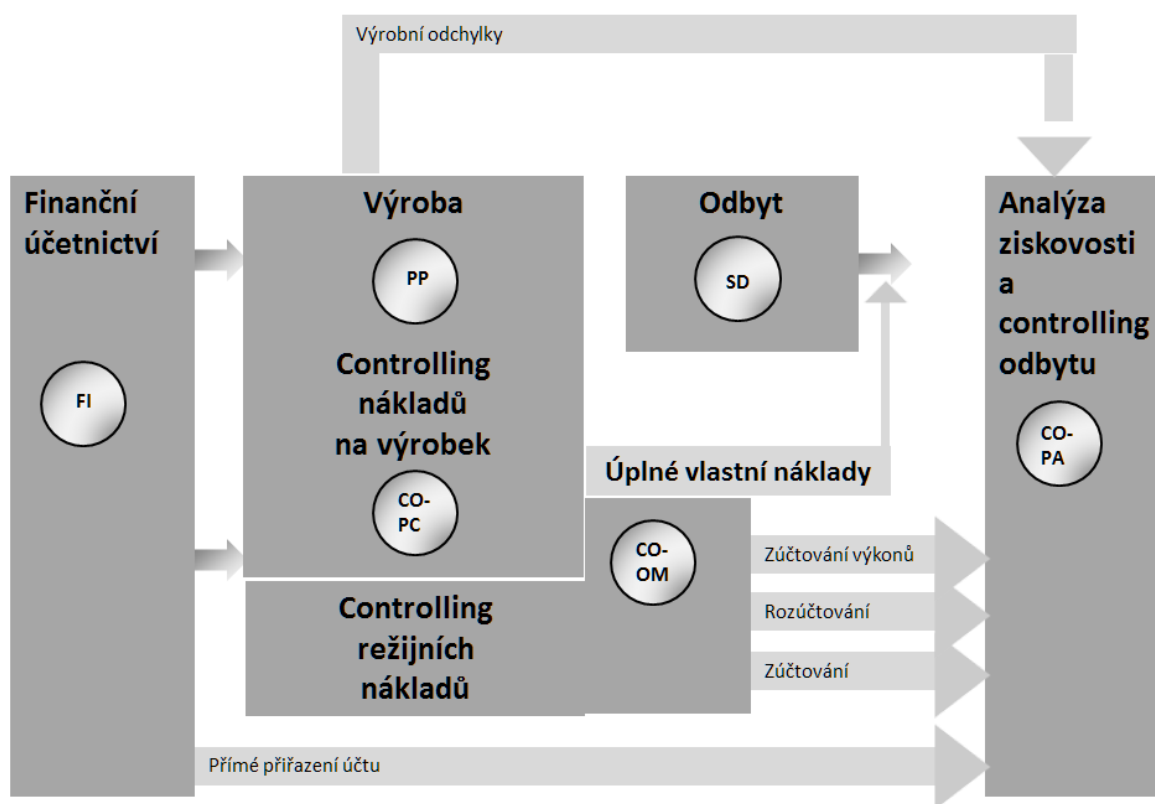 Výrobní odchylky
Finanční
účetnictví
FI
Výroba
PP
Controlling
nákladů
na výrobek
CO-
PC
Odbyt
SD
Analýza
ziskovosti
a
controlling
odbytu
CO-
PA
Úplné vlastní náklady
CO-
OM
Controlling
režijních
nákladů
Zúčtování výkonů
Rozúčtování
Zúčtování
Přímé přiřazení účtu